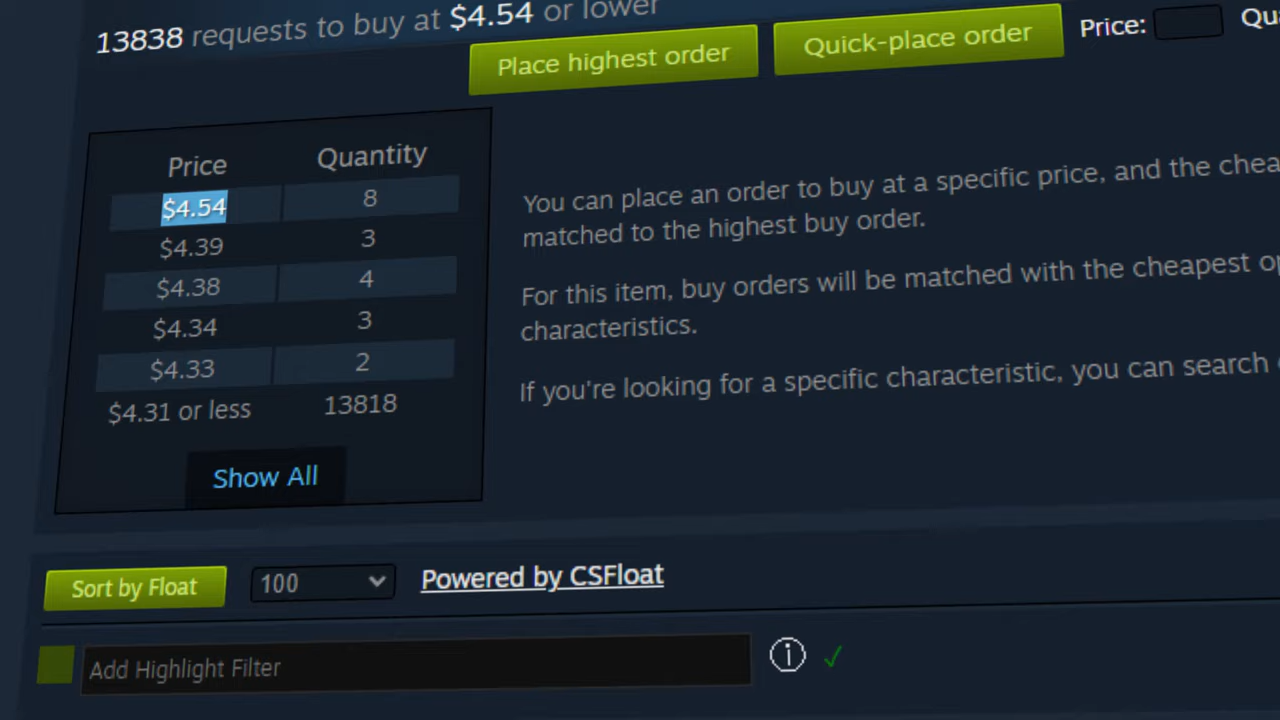 13838 requests to buy at $4.54 or lower
Place highest order
Quick-place order
Price:
Price Quantity
$4.54 8
$4.39 3
$4.38 4
$4.34 3
$4.33 2
$4.31 or less 13818
Show All
You can place an order to buy at a specific price, and the
matched to the highest buy order.
For this item, buy orders will be matched with the cheapest
characteristics.
If you're looking for a specific characteristic, you can search
Sort by Float
100
Powered by CSFloat
Add Highlight Filter